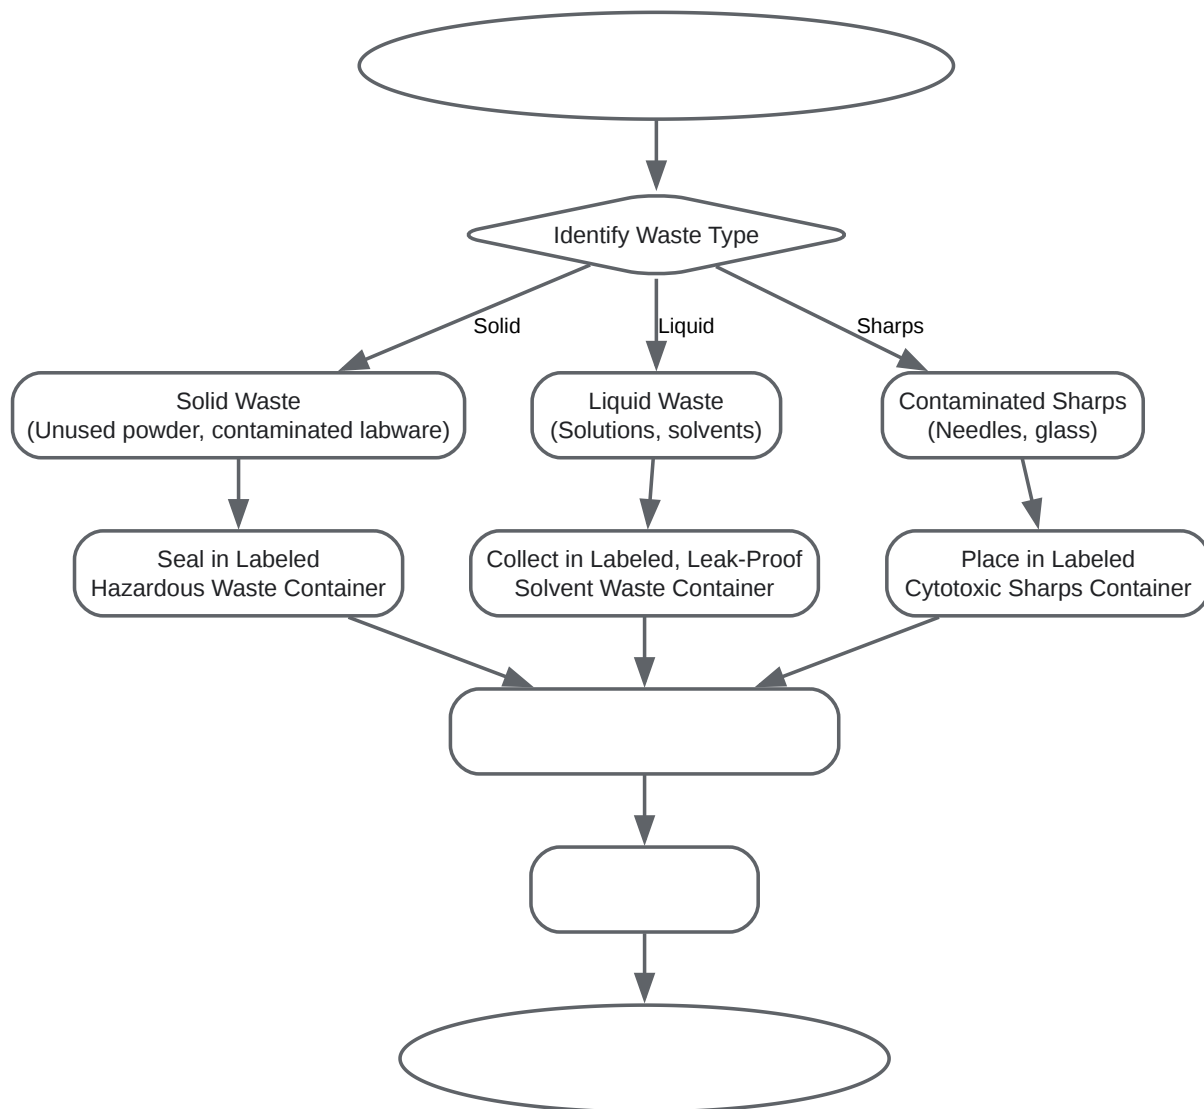 Identify Waste Type
Solid
Liquid
Sharps
Solid Waste
(Unused powder, contaminated labware)
Liquid Waste
(Solutions, solvents)
Contaminated Sharps
(Needles, glass)
Seal in Labeled
Hazardous Waste Container
Collect in Labeled, Leak-Proof
Solvent Waste Container
Place in Labeled
Cytotoxic Sharps Container